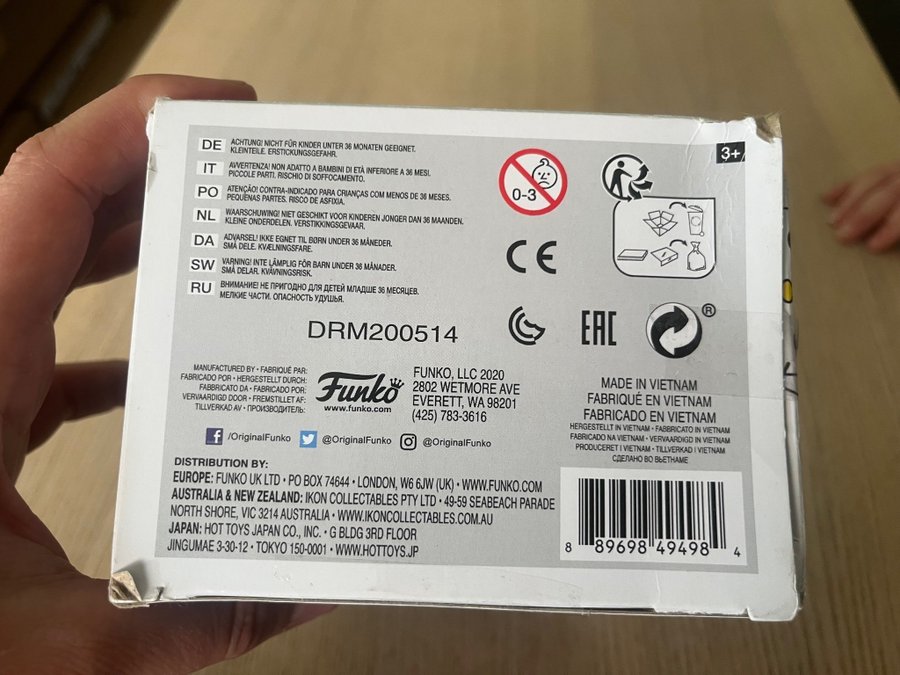 DE ACHTUNG! NICHT FÜR KINDER UNTER 36 MONATEN GEEIGNET.
KLEINTEILE. ERSTICKUNGSGEFAHR.
IT AVVERTENZA! NON ADATTO A BAMBINI DI ETÀ INFERIORE A 36 MESI.
PICCOLE PARTI. RISCHIO DI SOFFOCAMENTO.
PO ATENÇÃO! CONTRA-INDICADO PARA CRIANÇAS COM MENOS DE 36 MESES.
PEQUENAS PARTES. RISCO DE ASFIXIA.
NL WAARSCHUWING! NIET GESCHIKT VOOR KINDEREN JONGER DAN 36 MAANDEN.
KLEINE ONDERDELEN. VERSTIKKINGSGEVAAR.
DA ADVARSEL! IKKE EGNET TIL BØRN UNDER 36 MÅNEDER.
SMÅ DELE. KVÆLNINGSFARE.
SW VARNING! INTE LÄMPLIG FÖR BARN UNDER 36 MÅNADER.
SMÅ DELAR. KVÄVNINGSRISK.
RU ВНИМАНИЕ! НЕ ПРИГОДНО ДЛЯ ДЕТЕЙ МЛАДШЕ 36 МЕСЯЦЕВ.
МЕЛКИЕ ЧАСТИ. ОПАСНОСТЬ УДУШЬЯ.
0-3
3+
CE
EAC
®
DRM200514
MANUFACTURED BY • FABRIQUÉ PAR:
FABRICADO POR • HERGESTELLT DURCH:
FABRICATO DA • FABRICADO POR:
VERVAARDIGD DOOR • FREMSTILLET AF:
TILLVERKAD AV • ПРОИЗВОДИТЕЛЬ:
Funko
www.funko.com
FUNKO, LLC 2020
2802 WETMORE AVE
EVERETT, WA 98201
(425) 783-3616
/OriginalFunko @OriginalFunko @OriginalFunko
MADE IN VIETNAM
FABRIQUÉ EN VIETNAM
FABRICADO EN VIETNAM
HERGESTELLT IN VIETNAM • FABBRICATO IN VIETNAM
FABRICADO NA VIETNAM • VERVAARDIGD IN VIETNAM
PRODUCERET I VIETNAM • TILLVERKAD I VIETNAM
СДЕЛАНО ВО ВЬЕТНАМЕ
DISTRIBUTION BY:
EUROPE: FUNKO UK LTD • PO BOX 74644 • LONDON, W6 6JW (UK) • WWW.FUNKO.COM
AUSTRALIA & NEW ZEALAND: IKON COLLECTABLES PTY LTD • 49-59 SEABEACH PARADE
NORTH SHORE, VIC 3214 AUSTRALIA • WWW.IKONCOLLECTABLES.COM.AU
JAPAN: HOT TOYS JAPAN CO., INC. • G BLDG 3RD FLOOR
JINGUMAE 3-30-12 • TOKYO 150-0001 • WWW.HOTTOYS.JP
8 89698 49498 4